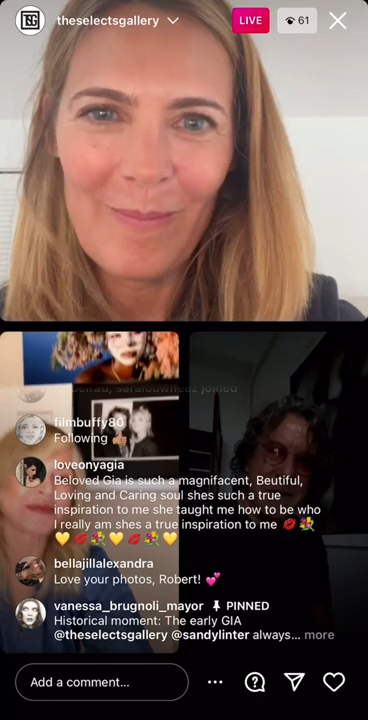 TSG theselectsgallery LIVE 61
joined
filmbuffy80
Following
loveonyagia
Beloved Gia is such a magnifacent, Beutiful,
Loving and Caring soul shes such a true
inspiration to me she taught me how to be who
I really am shes a true inspiration to me 💋💐
💛💋💐💛💋💐💛
bellajillalexandra
Love your photos, Robert! 💕
vanessa_brugnoli_mayor PINNED
Historical moment: The early GIA
@theselectsgallery @sandylinter always... more
Add a comment...